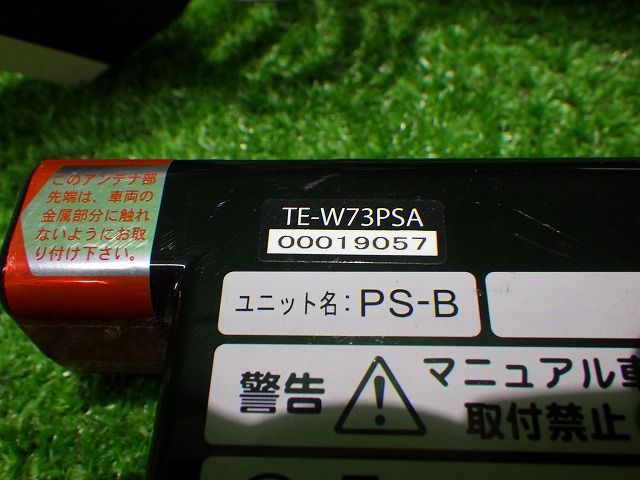 このアンテナ部
先端は、車両の
金属部分に触れ
ないようにお取
り付け下さい。
TE-W73PSA
00019057
ユニット名：PS-B
警告
マニュアル車
取付禁止